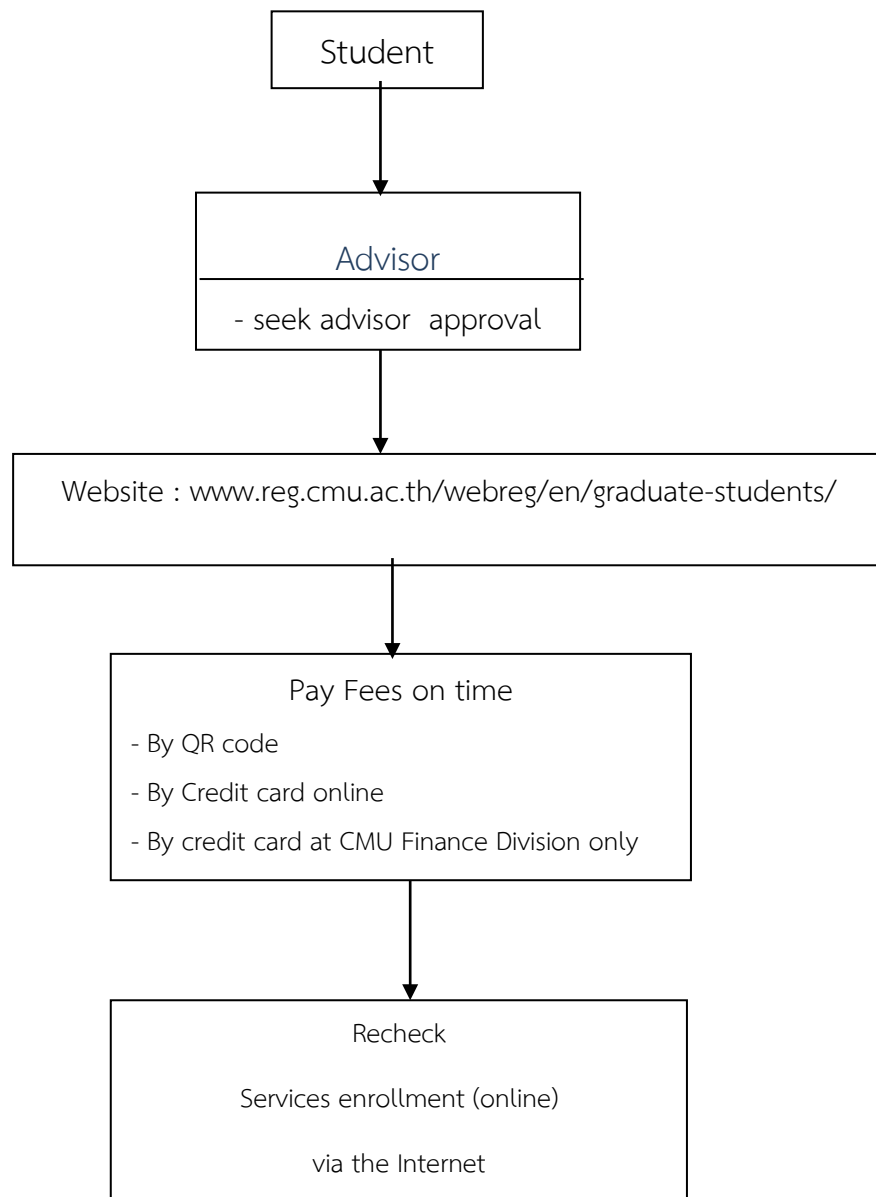 Student
Advisor
- seek advisor approval
Website : www.reg.cmu.ac.th/webreg/en/graduate-students/
Pay Fees on time
- By QR code
- By Credit card online
- By credit card at CMU Finance Division only
Recheck
Services enrollment (online)
via the Internet